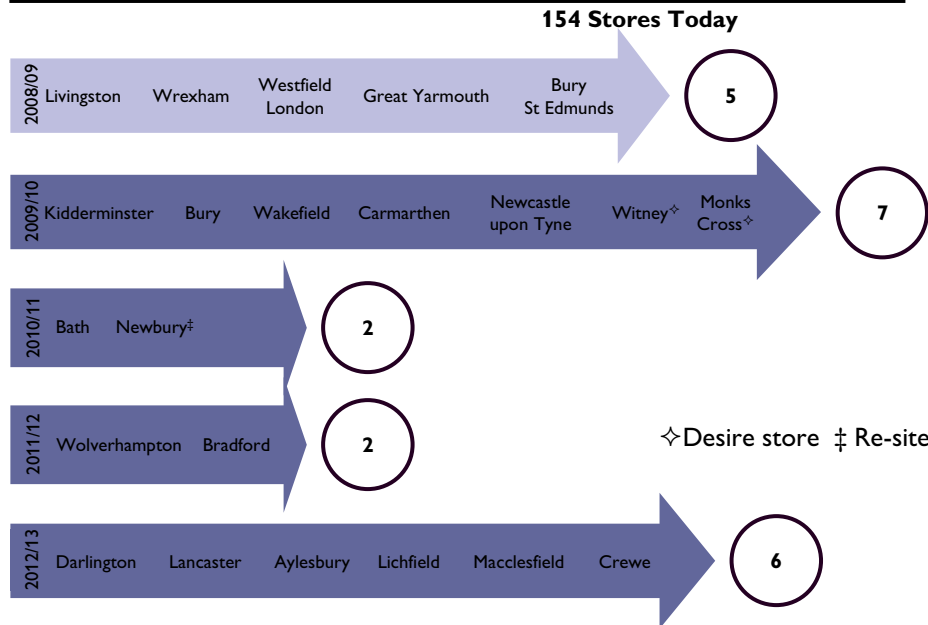 154 Stores Today
2008/09
Livingston Wrexham Westfield London Great Yarmouth Bury St Edmunds
5
2009/10
Kidderminster Bury Wakefield Carmarthen Newcastle upon Tyne Witney✧ Monks Cross✧
7
2010/11
Bath Newbury‡
2
2011/12
Wolverhampton Bradford
2
✧Desire store ‡ Re-site
2012/13
Darlington Lancaster Aylesbury Lichfield Macclesfield Crewe
6